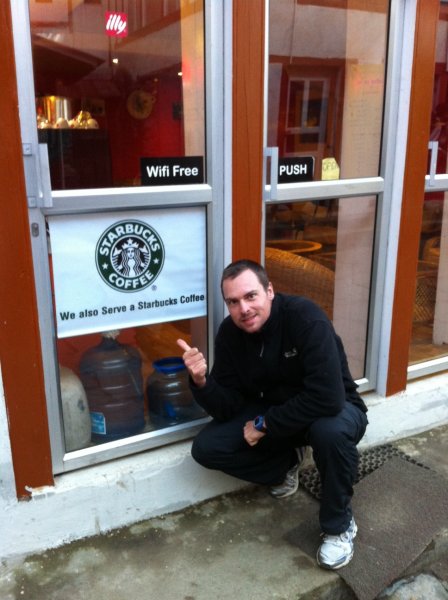 illy
Wifi Free
PUSH
STARBUCKS
COFFEE
®
We also Serve a Starbucks Coffee